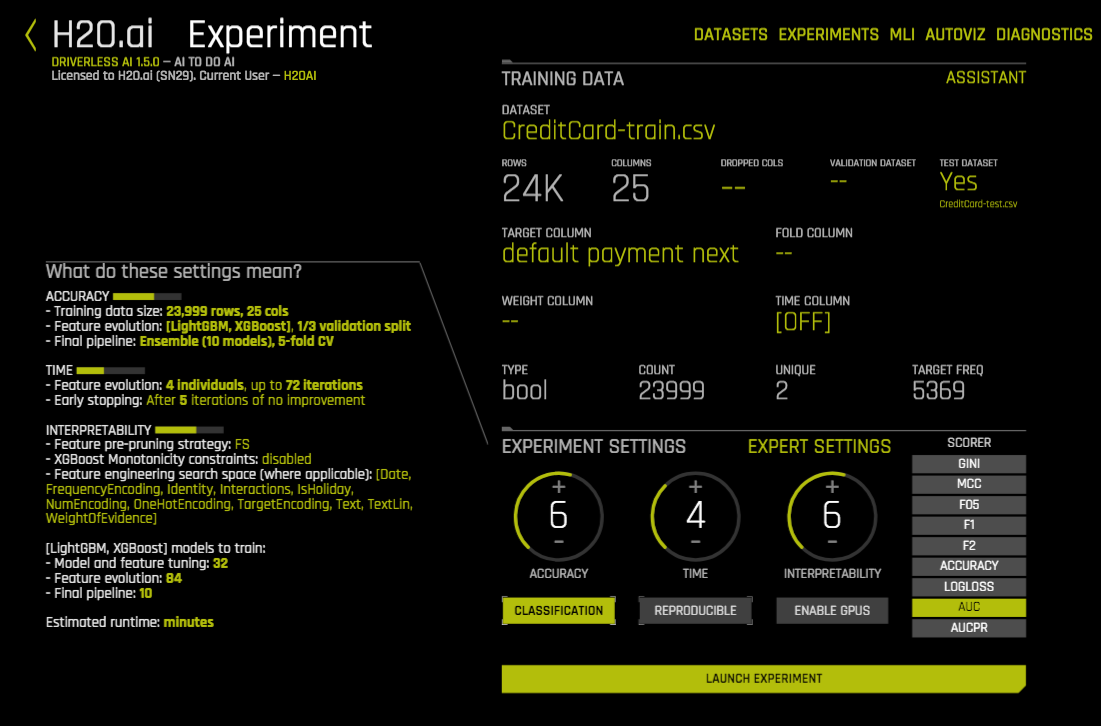 H2O.ai Experiment
DRIVERLESS AI 1.5.0 – AI TO DO AI
Licensed to H2O.ai (SN29). Current User – H2OAI
DATASETS EXPERIMENTS MLI AUTOVIZ DIAGNOSTICS
What do these settings mean?
ACCURACY
- Training data size: 23,999 rows, 25 cols
- Feature evolution: [LightGBM, XGBoost], 1/3 validation split
- Final pipeline: Ensemble (10 models), 5-fold CV
TIME
- Feature evolution: 4 individuals, up to 72 iterations
- Early stopping: After 5 iterations of no improvement
INTERPRETABILITY
- Feature pre-pruning strategy: FS
- XGBoost Monotonicity constraints: disabled
- Feature engineering search space (where applicable): [Date,
FrequencyEncoding, Identity, Interactions, IsHoliday,
NumEncoding, OneHotEncoding, TargetEncoding, Text, TextLin,
WeightOfEvidence]
[LightGBM, XGBoost] models to train:
- Model and feature tuning: 32
- Feature evolution: 84
- Final pipeline: 10
Estimated runtime: minutes
TRAINING DATA
ASSISTANT
DATASET
CreditCard-train.csv
ROWS COLUMNS DROPPED COLS VALIDATION DATASET TEST DATASET
24K 25 -- -- Yes
CreditCard-test.csv
TARGET COLUMN FOLD COLUMN
default payment next --
WEIGHT COLUMN TIME COLUMN
-- [OFF]
TYPE COUNT UNIQUE TARGET FREQ
bool 23999 2 5369
EXPERIMENT SETTINGS EXPERT SETTINGS
+ + +
6 4 6
- - -
ACCURACY TIME INTERPRETABILITY
CLASSIFICATION REPRODUCIBLE ENABLE GPUS
SCORER
GINI
MCC
F05
F1
F2
ACCURACY
LOGLOSS
AUC
AUCPR
LAUNCH EXPERIMENT